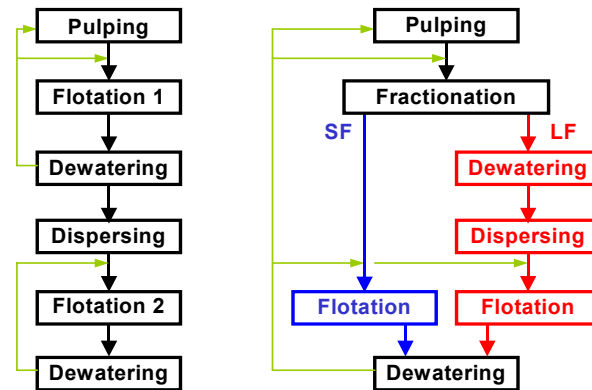 Pulping
Flotation 1
Dewatering
Dispersing
Flotation 2
Dewatering
Pulping
Fractionation
SF
LF
Dewatering
Dispersing
Flotation
Flotation
Dewatering